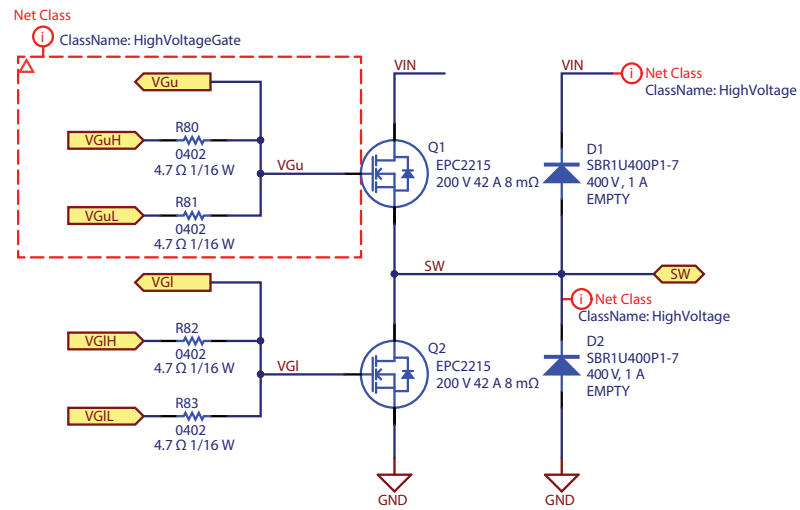 Net Class
i ClassName: HighVoltageGate
VGu
VIN
i Net Class
ClassName: HighVoltage
VGuH
R80
0402
4.7 Ω 1/16 W
VGu
Q1
EPC2215
200 V 42 A 8 mΩ
D1
SBR1U400P1-7
400 V, 1 A
EMPTY
VGuL
R81
0402
4.7 Ω 1/16 W
VGl
SW
SW
i Net Class
ClassName: HighVoltage
VGlH
R82
0402
4.7 Ω 1/16 W
VGl
Q2
EPC2215
200 V 42 A 8 mΩ
D2
SBR1U400P1-7
400 V, 1 A
EMPTY
VGlL
R83
0402
4.7 Ω 1/16 W
GND
GND